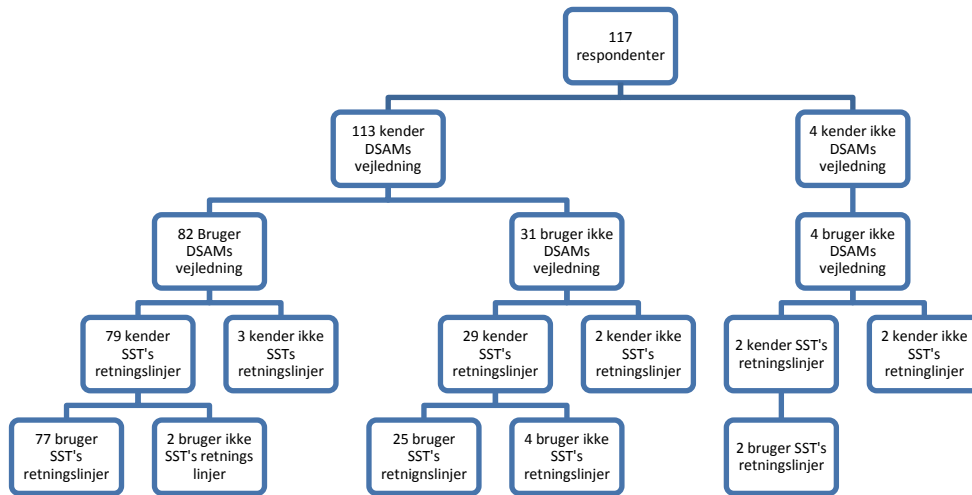 117
respondenter
113 kender
DSAMs
vejledning
4 kender ikke
DSAMs
vejledning
82 Bruger
DSAMs
vejledning
31 bruger ikke
DSAMs
vejledning
4 bruger ikke
DSAMs
vejledning
79 kender
SST's
retningslinjer
3 kender ikke
SSTs
retningslinjer
29 kender
SST's
retningslinjer
2 kender ikke
SST's
retningslinjer
2 kender SST's
retningslinjer
2 kender ikke
SST's
retninglinjer
77 bruger
SST's
retningslinjer
2 bruger ikke
SST's retnings
linjer
25 bruger
SST's
retnignslinjer
4 bruger ikke
SST's
retningslinjer
2 bruger SST's
retningslinjer